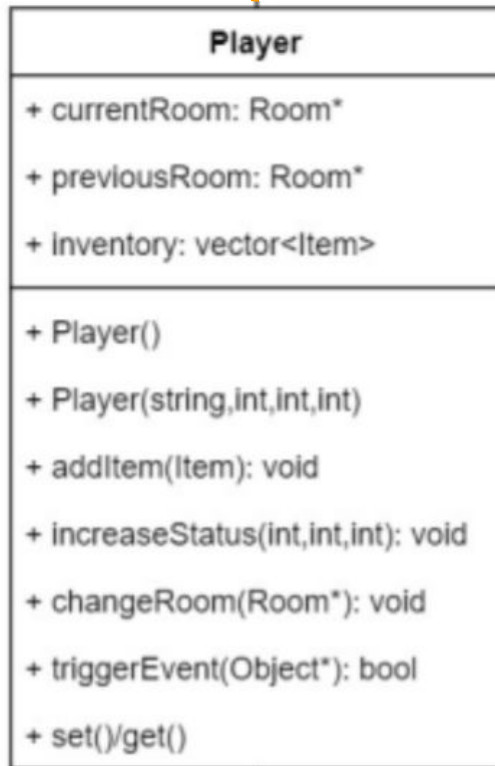 Player
+ currentRoom: Room*
+ previousRoom: Room*
+ inventory: vector<Item>
+ Player()
+ Player(string,int,int,int)
+ addItem(Item): void
+ increaseStatus(int,int,int): void
+ changeRoom(Room*): void
+ triggerEvent(Object*): bool
+ set()/get()